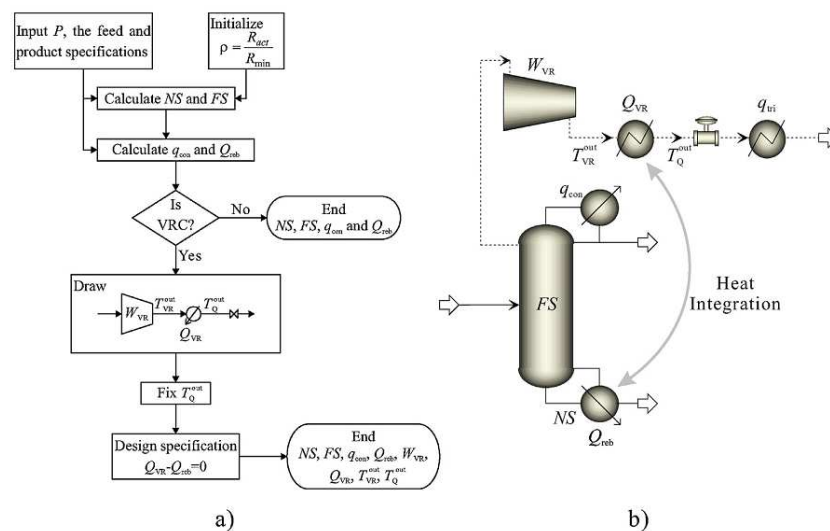 Input P, the feed and
product specifications
Initialize
ρ = R_act / R_min
Calculate NS and FS
Calculate q_con and Q_reb
Is
VRC?
No
End
NS, FS, q_con and Q_reb
Yes
Draw
W_VR
T_VR^out
T_Q^out
Q_VR
Fix T_Q^out
Design specification
Q_VR-Q_reb=0
End
NS, FS, q_con, Q_reb, W_VR,
Q_VR, T_VR^out T_Q^out
a)
W_VR
Q_VR
q_tri
T_VR^out
T_Q^out
q_con
FS
Heat
Integration
NS
Q_reb
b)